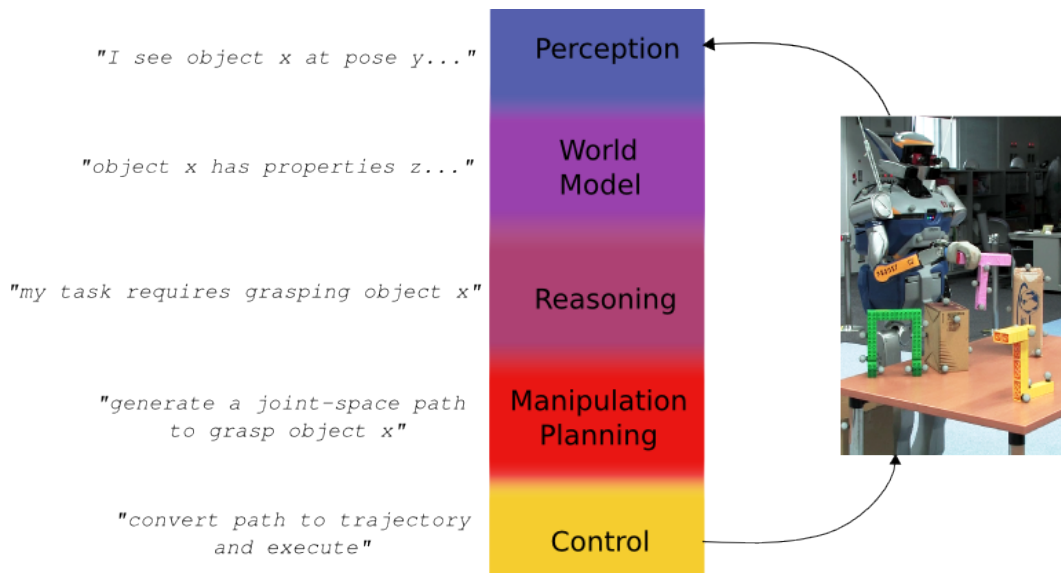 "I see object x at pose y..."
Perception
"object x has properties z..."
World
Model
"my task requires grasping object x"
Reasoning
"generate a joint-space path
to grasp object x"
Manipulation
Planning
"convert path to trajectory
and execute"
Control